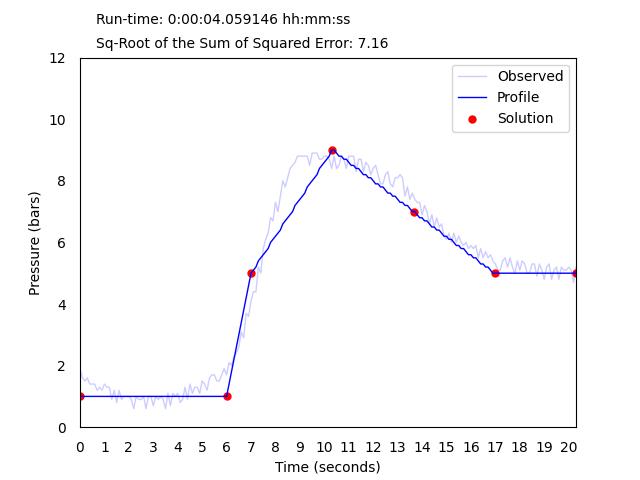 Run-time: 0:00:04.059146 hh:mm:ss
Sq-Root of the Sum of Squared Error: 7.16
12
10
8
6
4
2
0
Pressure (bars)
Observed
Profile
Solution
0 1 2 3 4 5 6 7 8 9 10 11 12 13 14 15 16 17 18 19 20
Time (seconds)